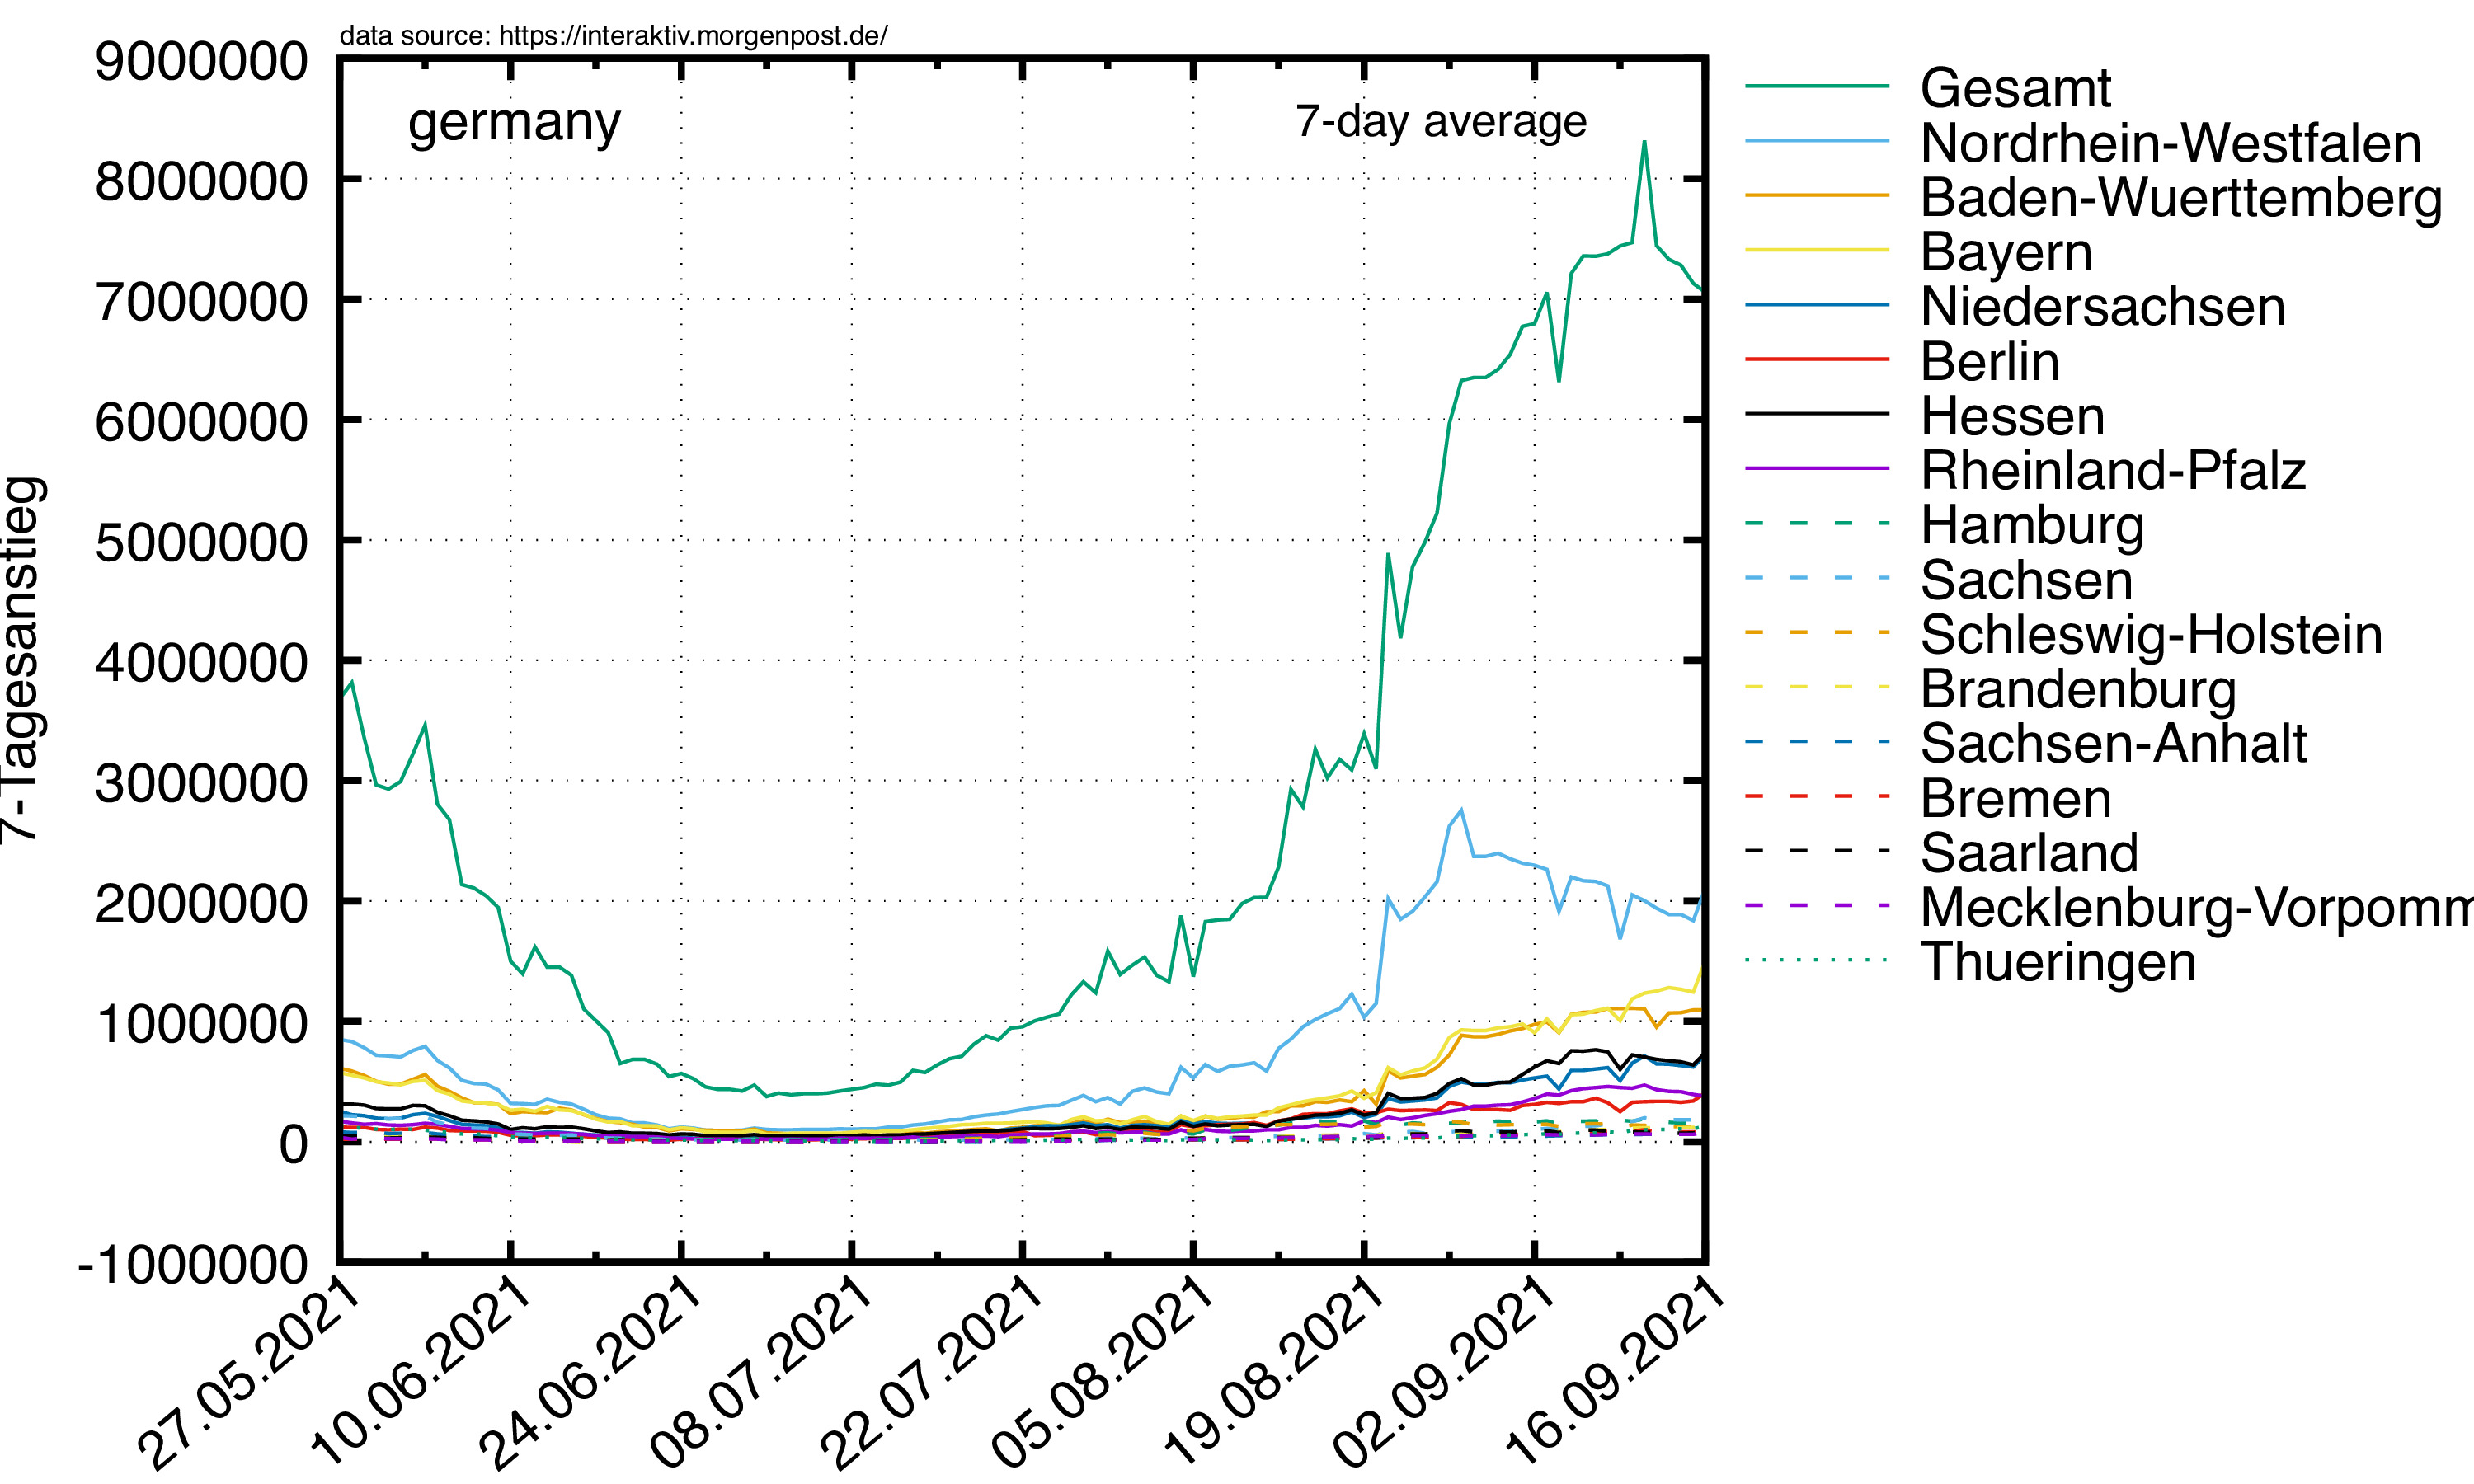 data source: https://interaktiv.morgenpost.de/
germany
7-day average
7-Tagesanstieg
9000000
8000000
7000000
6000000
5000000
4000000
3000000
2000000
1000000
0
-1000000
27.05.2021
10.06.2021
24.06.2021
08.07.2021
22.07.2021
05.08.2021
19.08.2021
02.09.2021
16.09.2021
Gesamt
Nordrhein-Westfalen
Baden-Wuerttemberg
Bayern
Niedersachsen
Berlin
Hessen
Rheinland-Pfalz
Hamburg
Sachsen
Schleswig-Holstein
Brandenburg
Sachsen-Anhalt
Bremen
Saarland
Mecklenburg-Vorpomm
Thueringen